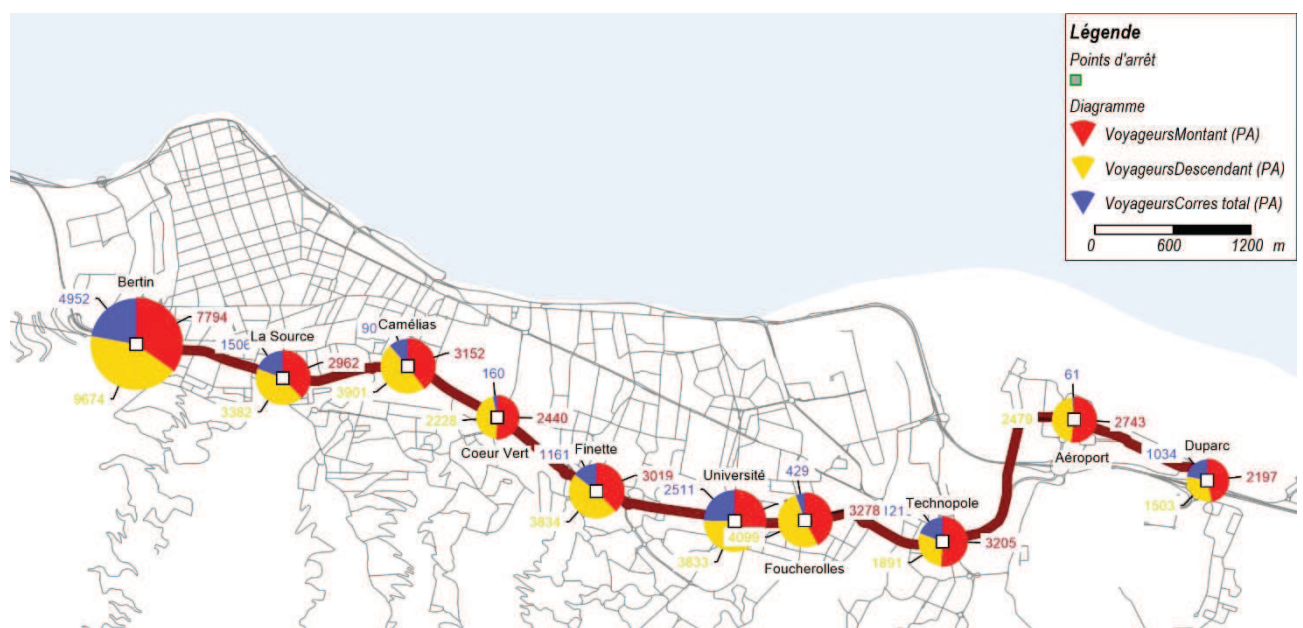 Légende
Points d'arrêt
Diagramme
VoyageursMontant (PA)
VoyageursDescendant (PA)
VoyageursCorres total (PA)
0 600 1200 m
Bertin
4952
7794
9674
La Source
1506
2962
3382
Camélias
90
3152
3901
160
2440
2228
Coeur Vert
Finette
1161
3019
3834
Université
2511
3833
429
3278
4099
Foucherolles
Technopole
21
3205
1891
61
2743
2479
Aéroport
Duparc
1034
2197
1503